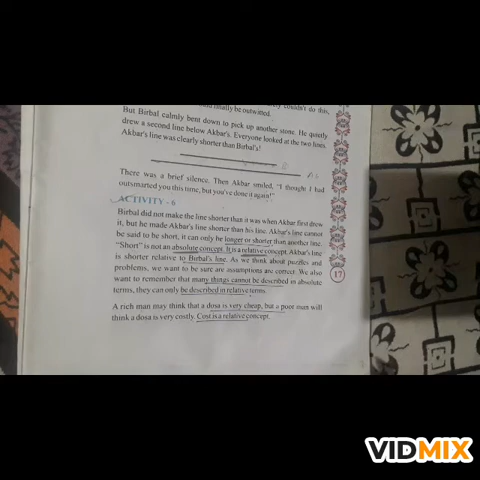 couldn't do this,
usually be outwitted.
But Birbal calmly bent down to pick up another stone. He quietly
drew a second line below Akbar's. Everyone looked at the two lines.
Akbar's line was clearly shorter than Birbal's!
B
There was a brief silence. Then Akbar smiled, "I thought I had
outsmarted you this time, but you've done it again!"
ACTIVITY - 6
Birbal did not make the line shorter than it was when Akbar first drew
it, but he made Akbar's line shorter than his line. Akbar's line cannot
be said to be short, it can only be longer or shorter than another line.
"Short" is not an absolute concept. It is a relative concept. Akbar's line
is shorter relative to Birbal's line. As we think about puzzles and
problems, we want to be sure are assumptions are correct. We also
want to remember that many things cannot be described in absolute
terms, they can only be described in relative terms.
17
A rich man may think that a dosa is very cheap, but a poor man will
think a dosa is very costly. Cost is a relative concept.
VIDMIX